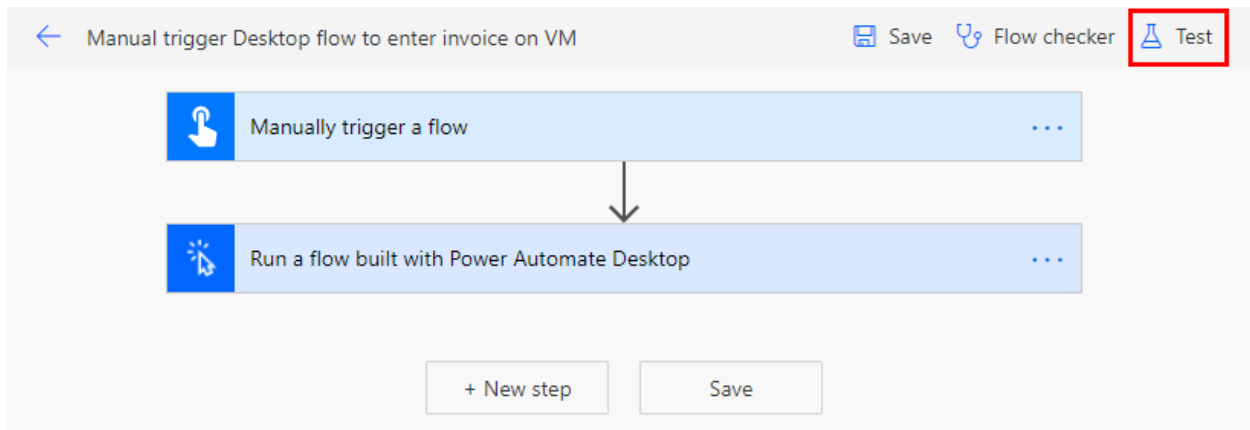 Manual trigger Desktop flow to enter invoice on VM Save Flow checker Test
Manually trigger a flow
Run a flow built with Power Automate Desktop
+ New step Save